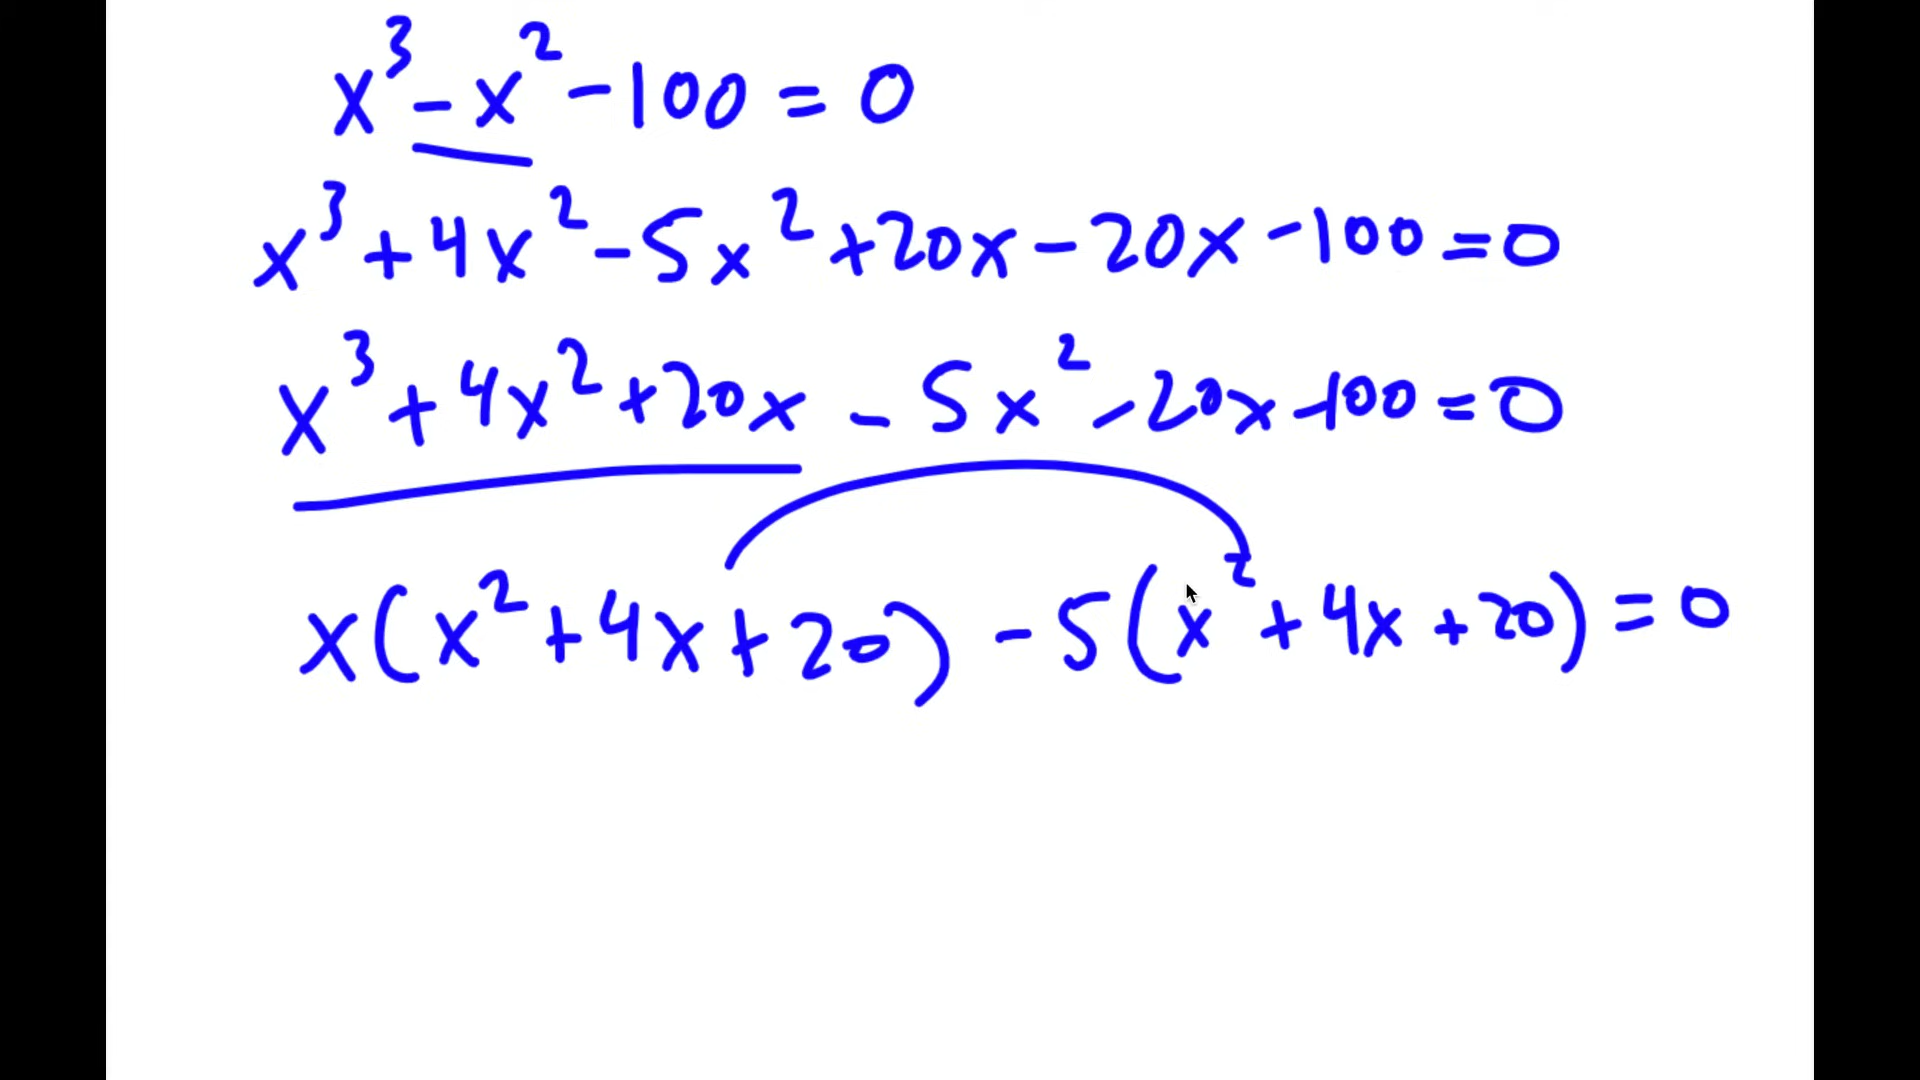 x³ - x² - 100 = 0
x³ + 4x² - 5x² + 20x - 20x - 100 = 0
x³ + 4x² + 20x - 5x² - 20x - 100 = 0
x(x² + 4x + 20) - 5(x² + 4x + 20) = 0